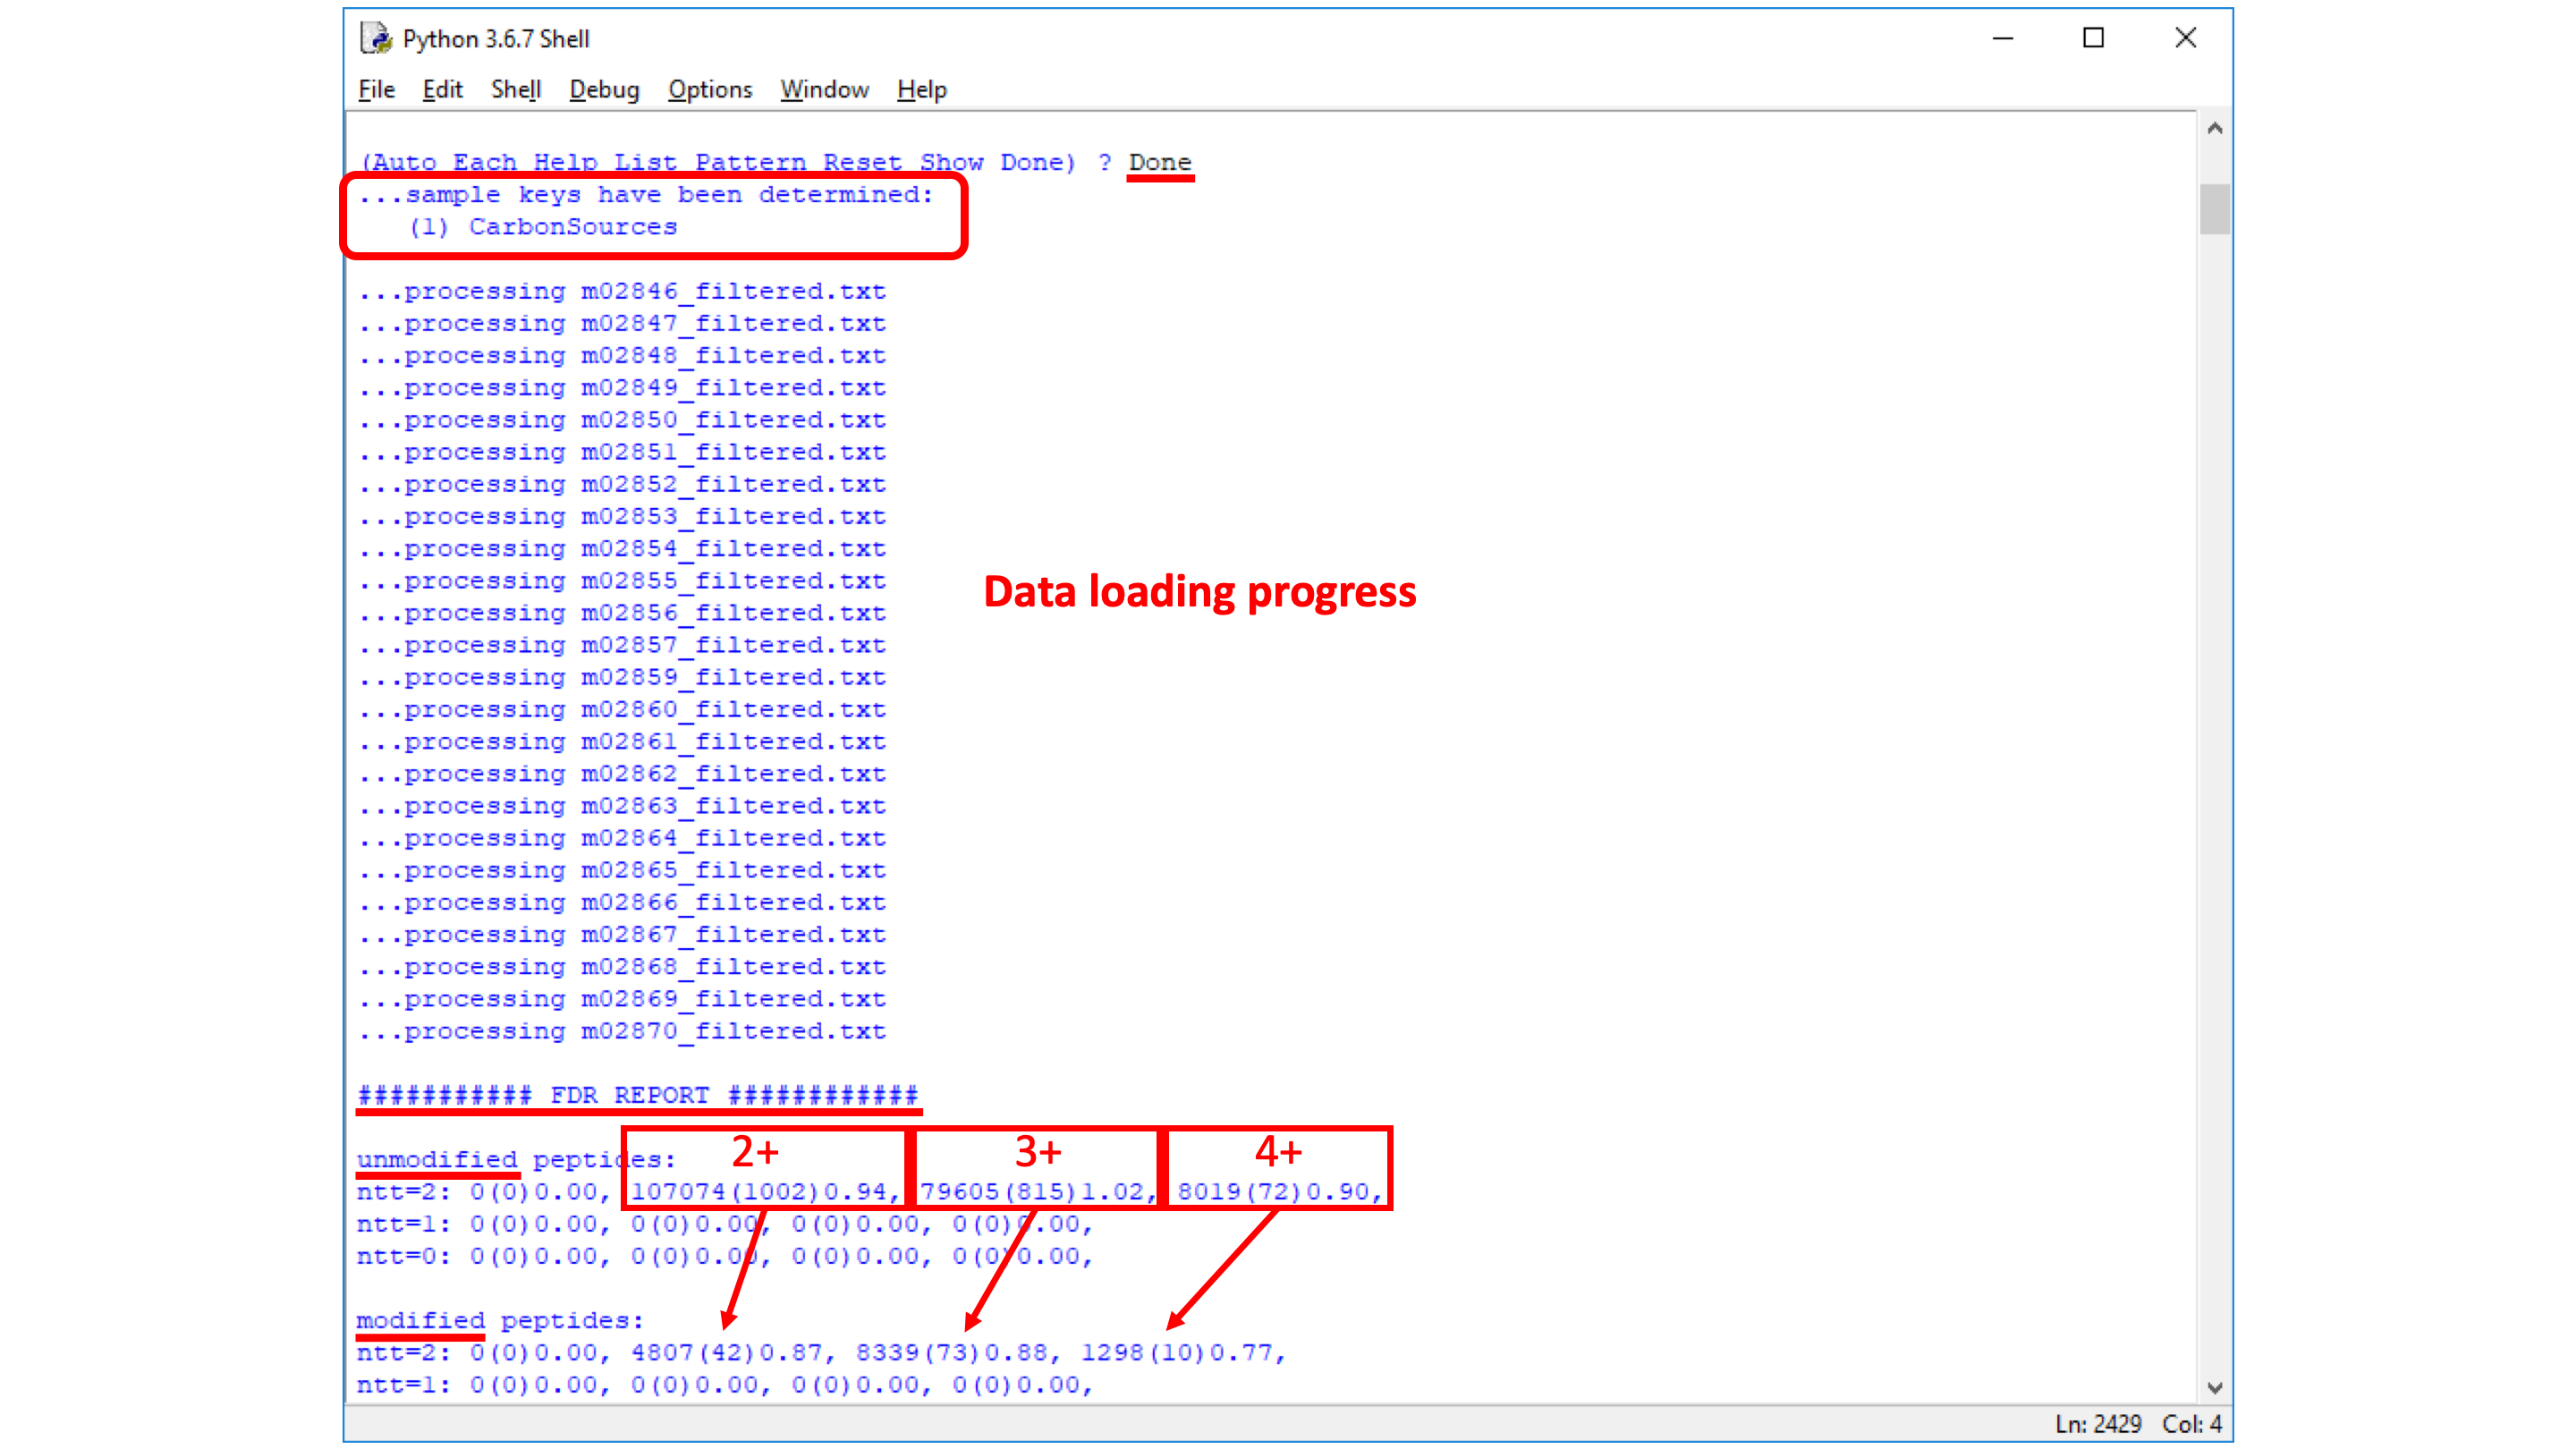 Python 3.6.7 Shell
File Edit Shell Debug Options Window Help
(Auto Each Help List Pattern Reset Show Done) ? Done
...sample keys have been determined:
(1) CarbonSources
...processing m02846_filtered.txt
...processing m02847_filtered.txt
...processing m02848_filtered.txt
...processing m02849_filtered.txt
...processing m02850_filtered.txt
...processing m02851_filtered.txt
...processing m02852_filtered.txt
...processing m02853_filtered.txt
...processing m02854_filtered.txt
...processing m02855_filtered.txt
Data loading progress
...processing m02856_filtered.txt
...processing m02857_filtered.txt
...processing m02859_filtered.txt
...processing m02860_filtered.txt
...processing m02861_filtered.txt
...processing m02862_filtered.txt
...processing m02863_filtered.txt
...processing m02864_filtered.txt
...processing m02865_filtered.txt
...processing m02866_filtered.txt
...processing m02867_filtered.txt
...processing m02868_filtered.txt
...processing m02869_filtered.txt
...processing m02870_filtered.txt
########### FDR REPORT ############
2+ 3+ 4+
unmodified peptides:
ntt=2: 0(0)0.00, 107074(1002)0.94, 79605(815)1.02, 8019(72)0.90,
ntt=1: 0(0)0.00, 0(0)0.00, 0(0)0.00, 0(0)0.00,
ntt=0: 0(0)0.00, 0(0)0.00, 0(0)0.00, 0(0)0.00,
modified peptides:
ntt=2: 0(0)0.00, 4807(42)0.87, 8339(73)0.88, 1298(10)0.77,
ntt=1: 0(0)0.00, 0(0)0.00, 0(0)0.00, 0(0)0.00,
Ln: 2429 Col: 4